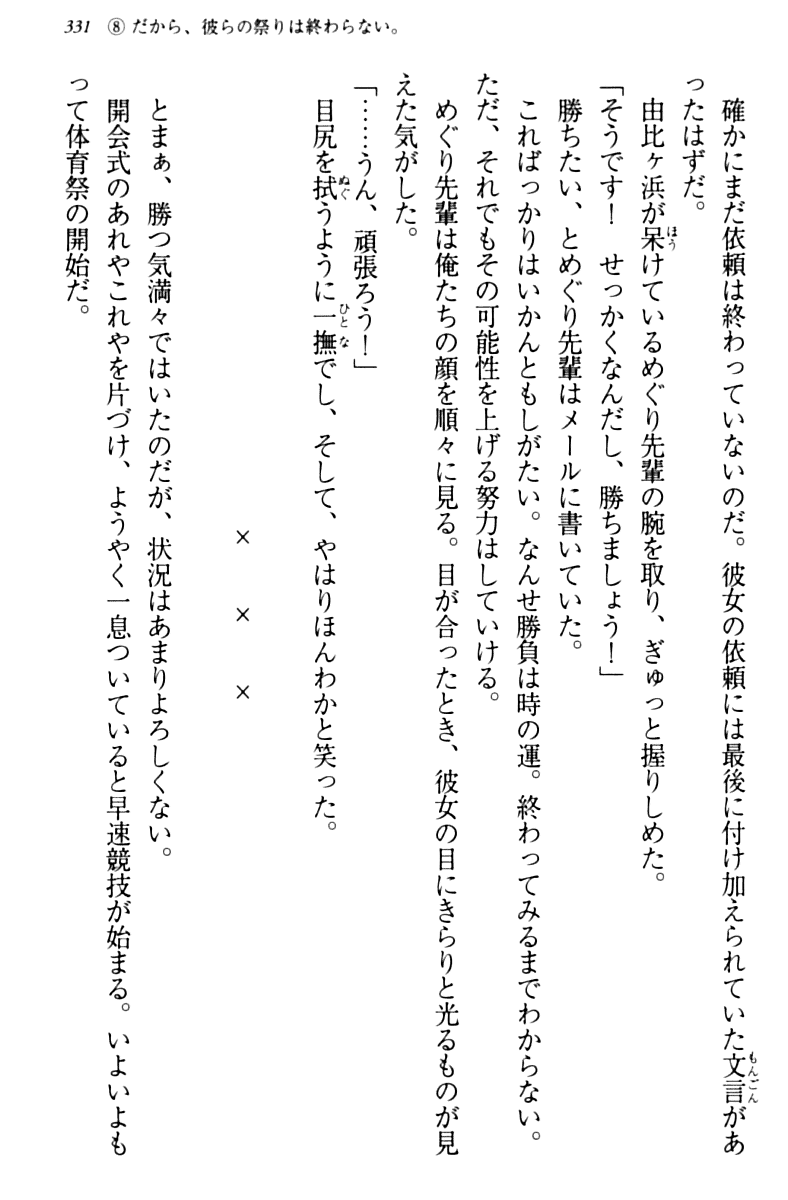 331 ⑧ だから、彼らの祭りは終わらない。
確かにまだ依頼は終わっていないのだ。彼女の依頼には最後に付け加えられていた文言があ
ったはずだ。
由比ヶ浜が呆けているめぐり先輩の腕を取り、ぎゅっと握りしめた。
「そうです！　せっかくなんだし、勝ちましょう！」
勝ちたい、とめぐり先輩はメールに書いていた。
こればっかりはいかんともしがたい。なんせ勝負は時の運。終わってみるまでわからない。
ただ、それでもその可能性を上げる努力はしていける。
めぐり先輩は俺たちの顔を順々に見る。目が合ったとき、彼女の目にきらりと光るものが見
えた気がした。
「……うん、頑張ろう！」
目尻を拭うように一撫でし、そして、やはりほんわかと笑った。
×　×　×
とまぁ、勝つ気満々ではいたのだが、状況はあまりよろしくない。
開会式のあれやこれやを片づけ、ようやく一息ついていると早速競技が始まる。いよいよも
って体育祭の開始だ。